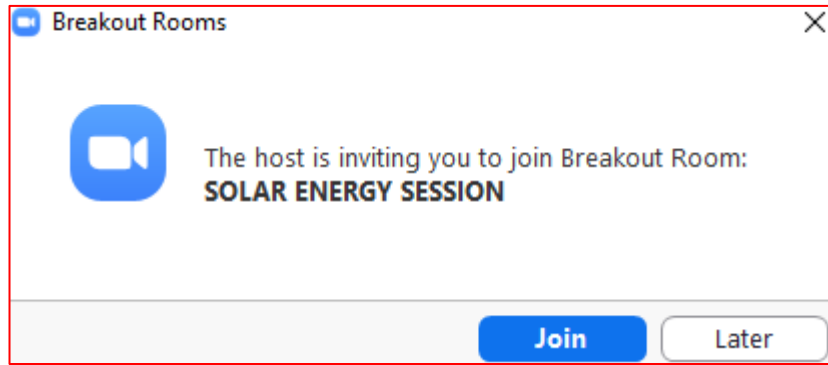 Breakout Rooms
The host is inviting you to join Breakout Room:
SOLAR ENERGY SESSION
Join
Later